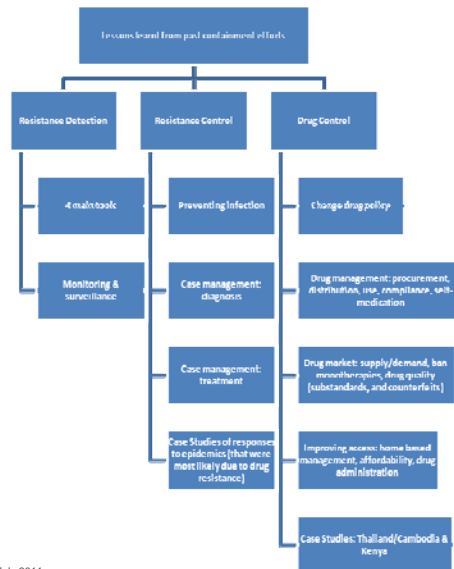 Lessons learnt from past containment efforts
Resistance Detection
Resistance Control
Drug Control
4 main tools
Preventing infection
Change drug policy
Monitoring &
surveillance
Case management:
diagnosis
Drug management: procurement,
distribution, use, compliance, self-
medication
Case management:
treatment
Drug market: supply/demand, ban
monotherapies, drug quality
(substandards, and counterfeits)
Case Studies of responses
to epidemics (that were
most likely due to drug
resistance)
Improving access: home based
management, affordability, drug
administration
Case Studies: Thailand/Cambodia &
Kenya